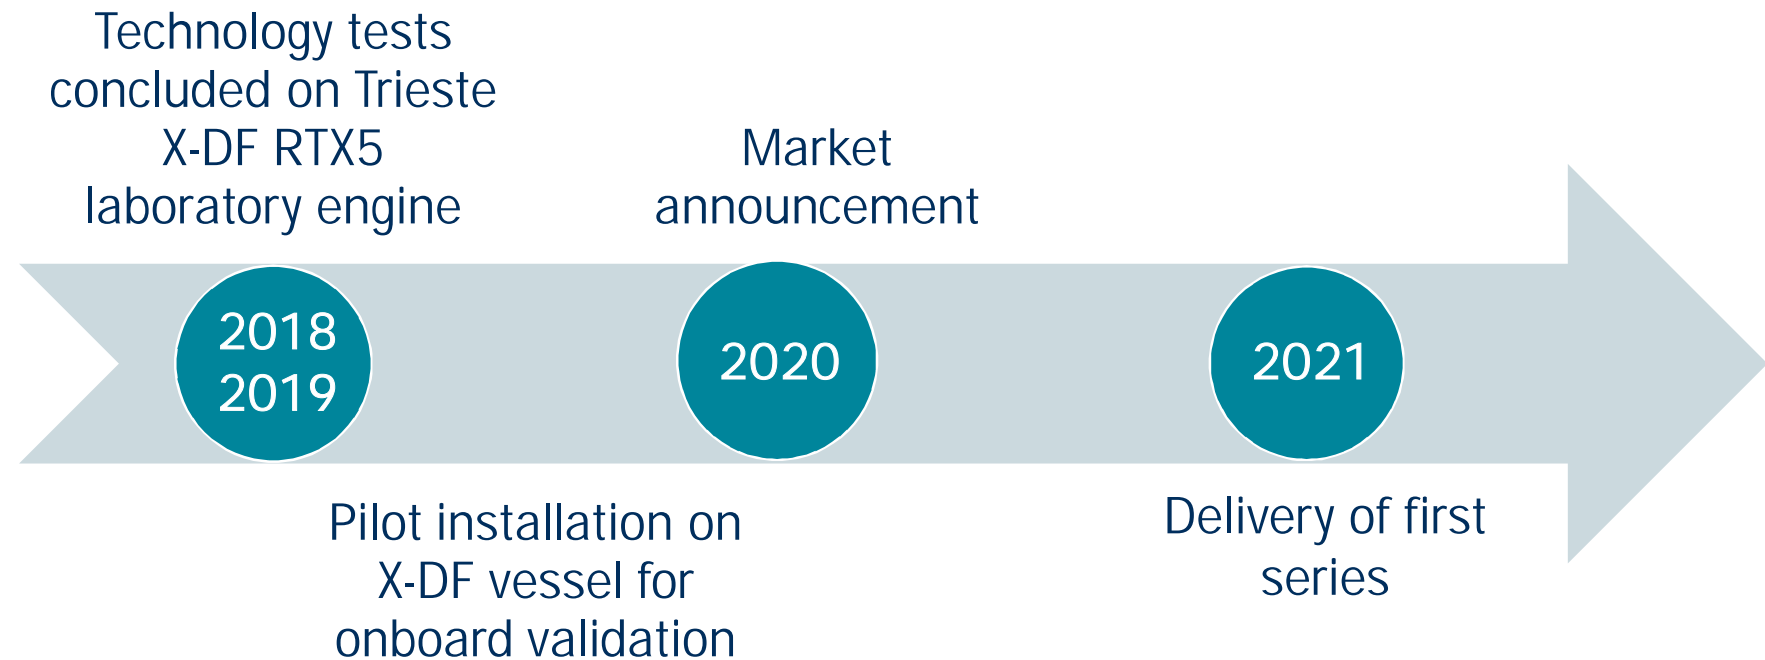 Technology tests
concluded on Trieste
X-DF RTX5
laboratory engine
Market
announcement
2018
2019
2020
2021
Pilot installation on
X-DF vessel for
onboard validation
Delivery of first
series